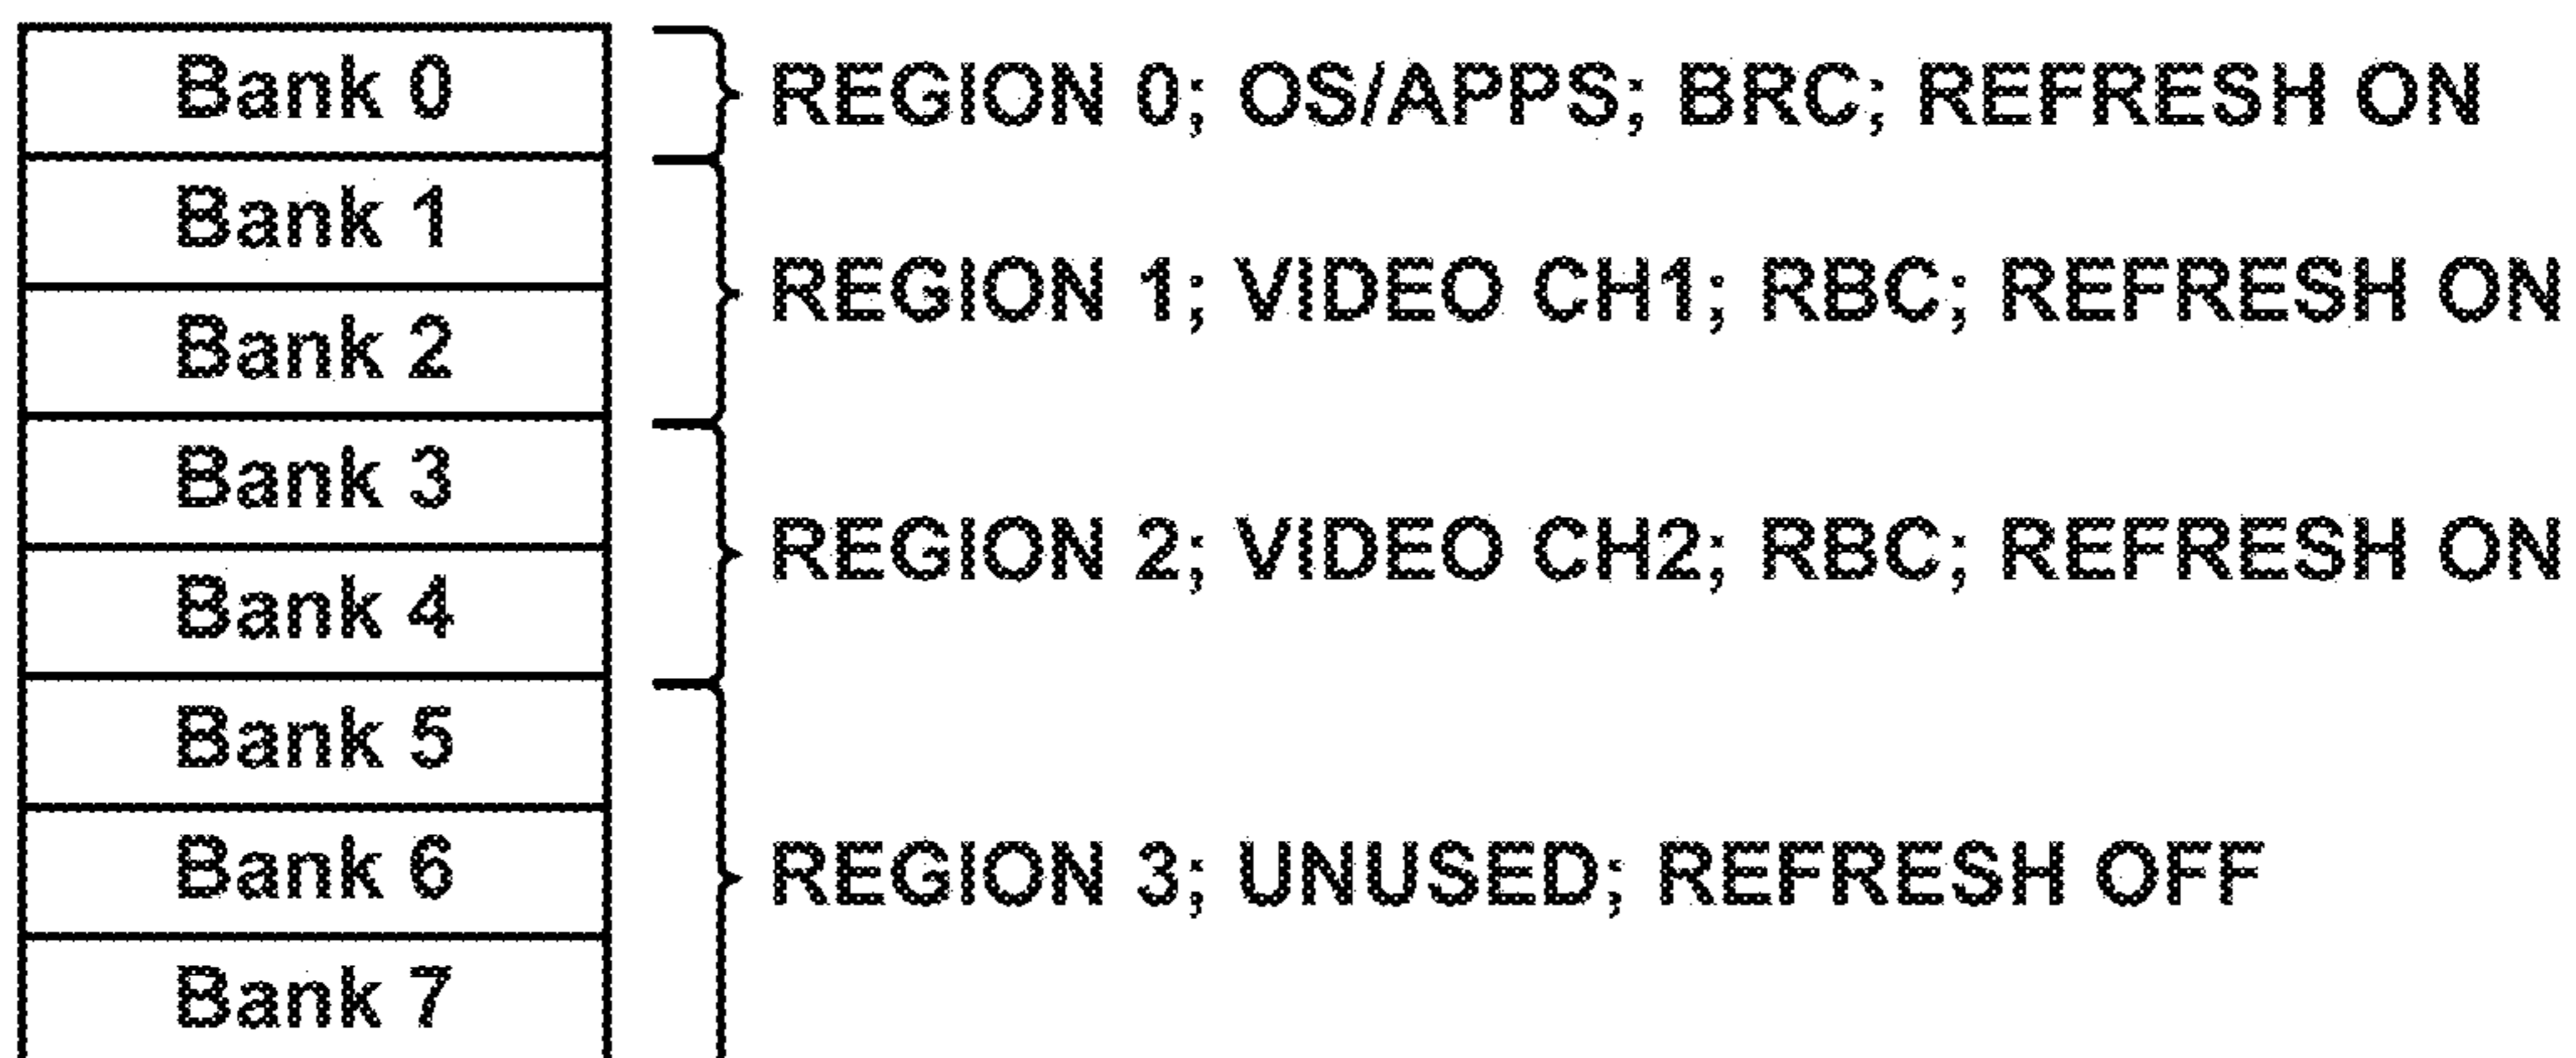 Bank 0
REGION 0; OS/APPS; BRC; REFRESH ON
Bank 1
Bank 2
REGION 1; VIDEO CH1; RBC; REFRESH ON
Bank 3
Bank 4
REGION 2; VIDEO CH2; RBC; REFRESH ON
Bank 5
Bank 6
Bank 7
REGION 3; UNUSED; REFRESH OFF